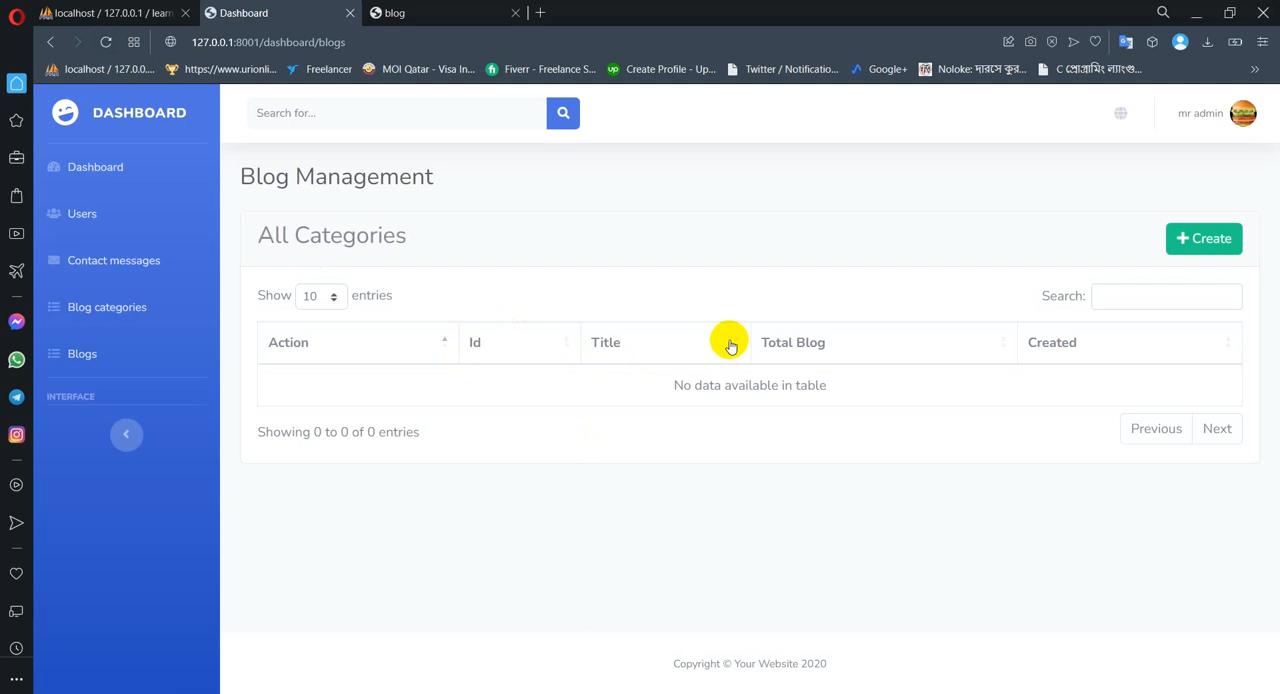 localhost / 127.0.0.1 / learn
Dashboard
blog
127.0.0.1:8001/dashboard/blogs
localhost / 127.0.0....
https://www.urionli...
Freelancer
MOI Qatar - Visa In...
Fiverr - Freelance S...
Create Profile - Up...
Twitter / Notificatio...
Google+
Noloke: দারসে কুর...
C প্রোগ্রামিং ল্যাংগু...
DASHBOARD
Search for...
mr admin
Dashboard
Users
Contact messages
Blog categories
Blogs
INTERFACE
Blog Management
All Categories
Create
Show 10 entries
Search:
Action Id Title Total Blog Created
No data available in table
Showing 0 to 0 of 0 entries
Previous Next
Copyright © Your Website 2020